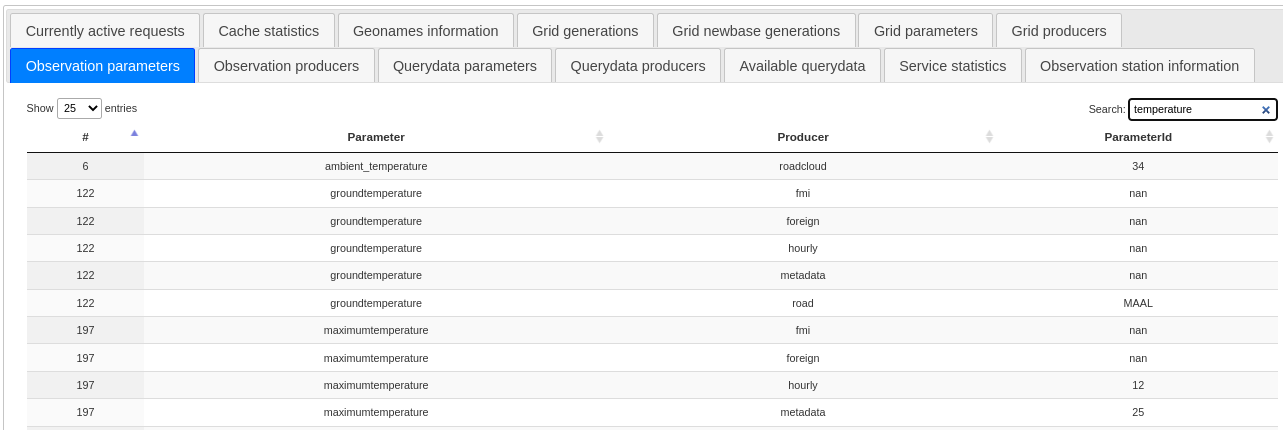 Currently active requests Cache statistics Geonames information Grid generations Grid newbase generations Grid parameters Grid producers
Observation parameters Observation producers Querydata parameters Querydata producers Available querydata Service statistics Observation station information
Show 25 entries Search: temperature ×
# Parameter Producer ParameterId
6 ambient_temperature roadcloud 34
122 groundtemperature fmi nan
122 groundtemperature foreign nan
122 groundtemperature hourly nan
122 groundtemperature metadata nan
122 groundtemperature road MAAL
197 maximumtemperature fmi nan
197 maximumtemperature foreign nan
197 maximumtemperature hourly 12
197 maximumtemperature metadata 25